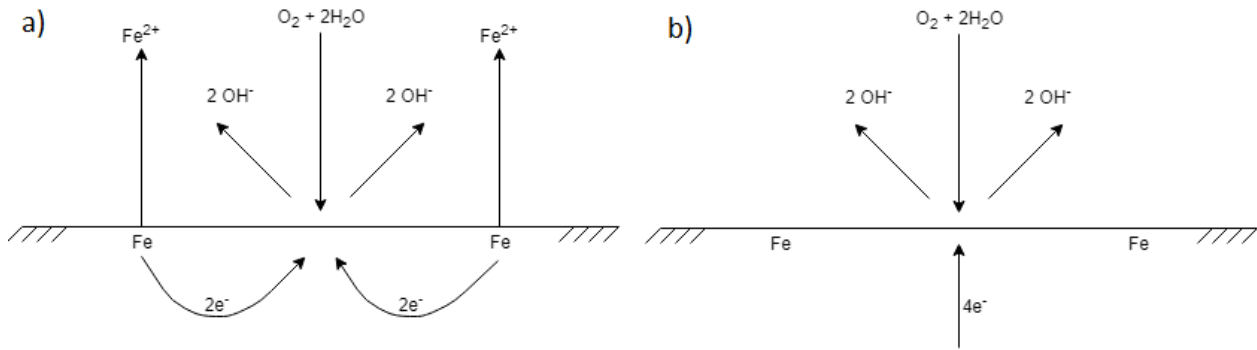 a)
Fe²⁺
O₂ + 2H₂O
Fe²⁺
2 OH⁻
2 OH⁻
Fe
Fe
2e⁻
2e⁻
b)
O₂ + 2H₂O
2 OH⁻
2 OH⁻
Fe
Fe
4e⁻